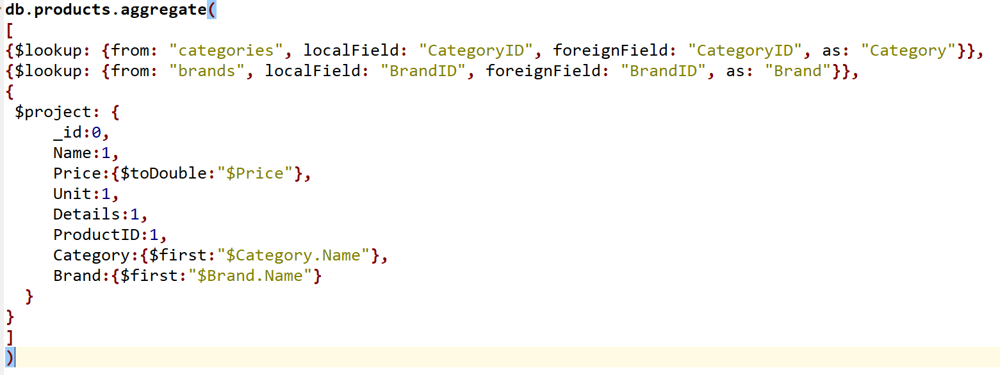 db.products.aggregate(
[
{$lookup: {from: "categories", localField: "CategoryID", foreignField: "CategoryID", as: "Category"}},
{$lookup: {from: "brands", localField: "BrandID", foreignField: "BrandID", as: "Brand"}},
{
 $project: {
     _id:0,
     Name:1,
     Price:{$toDouble:"$Price"},
     Unit:1,
     Details:1,
     ProductID:1,
     Category:{$first:"$Category.Name"},
     Brand:{$first:"$Brand.Name"}
  }
}
]
)